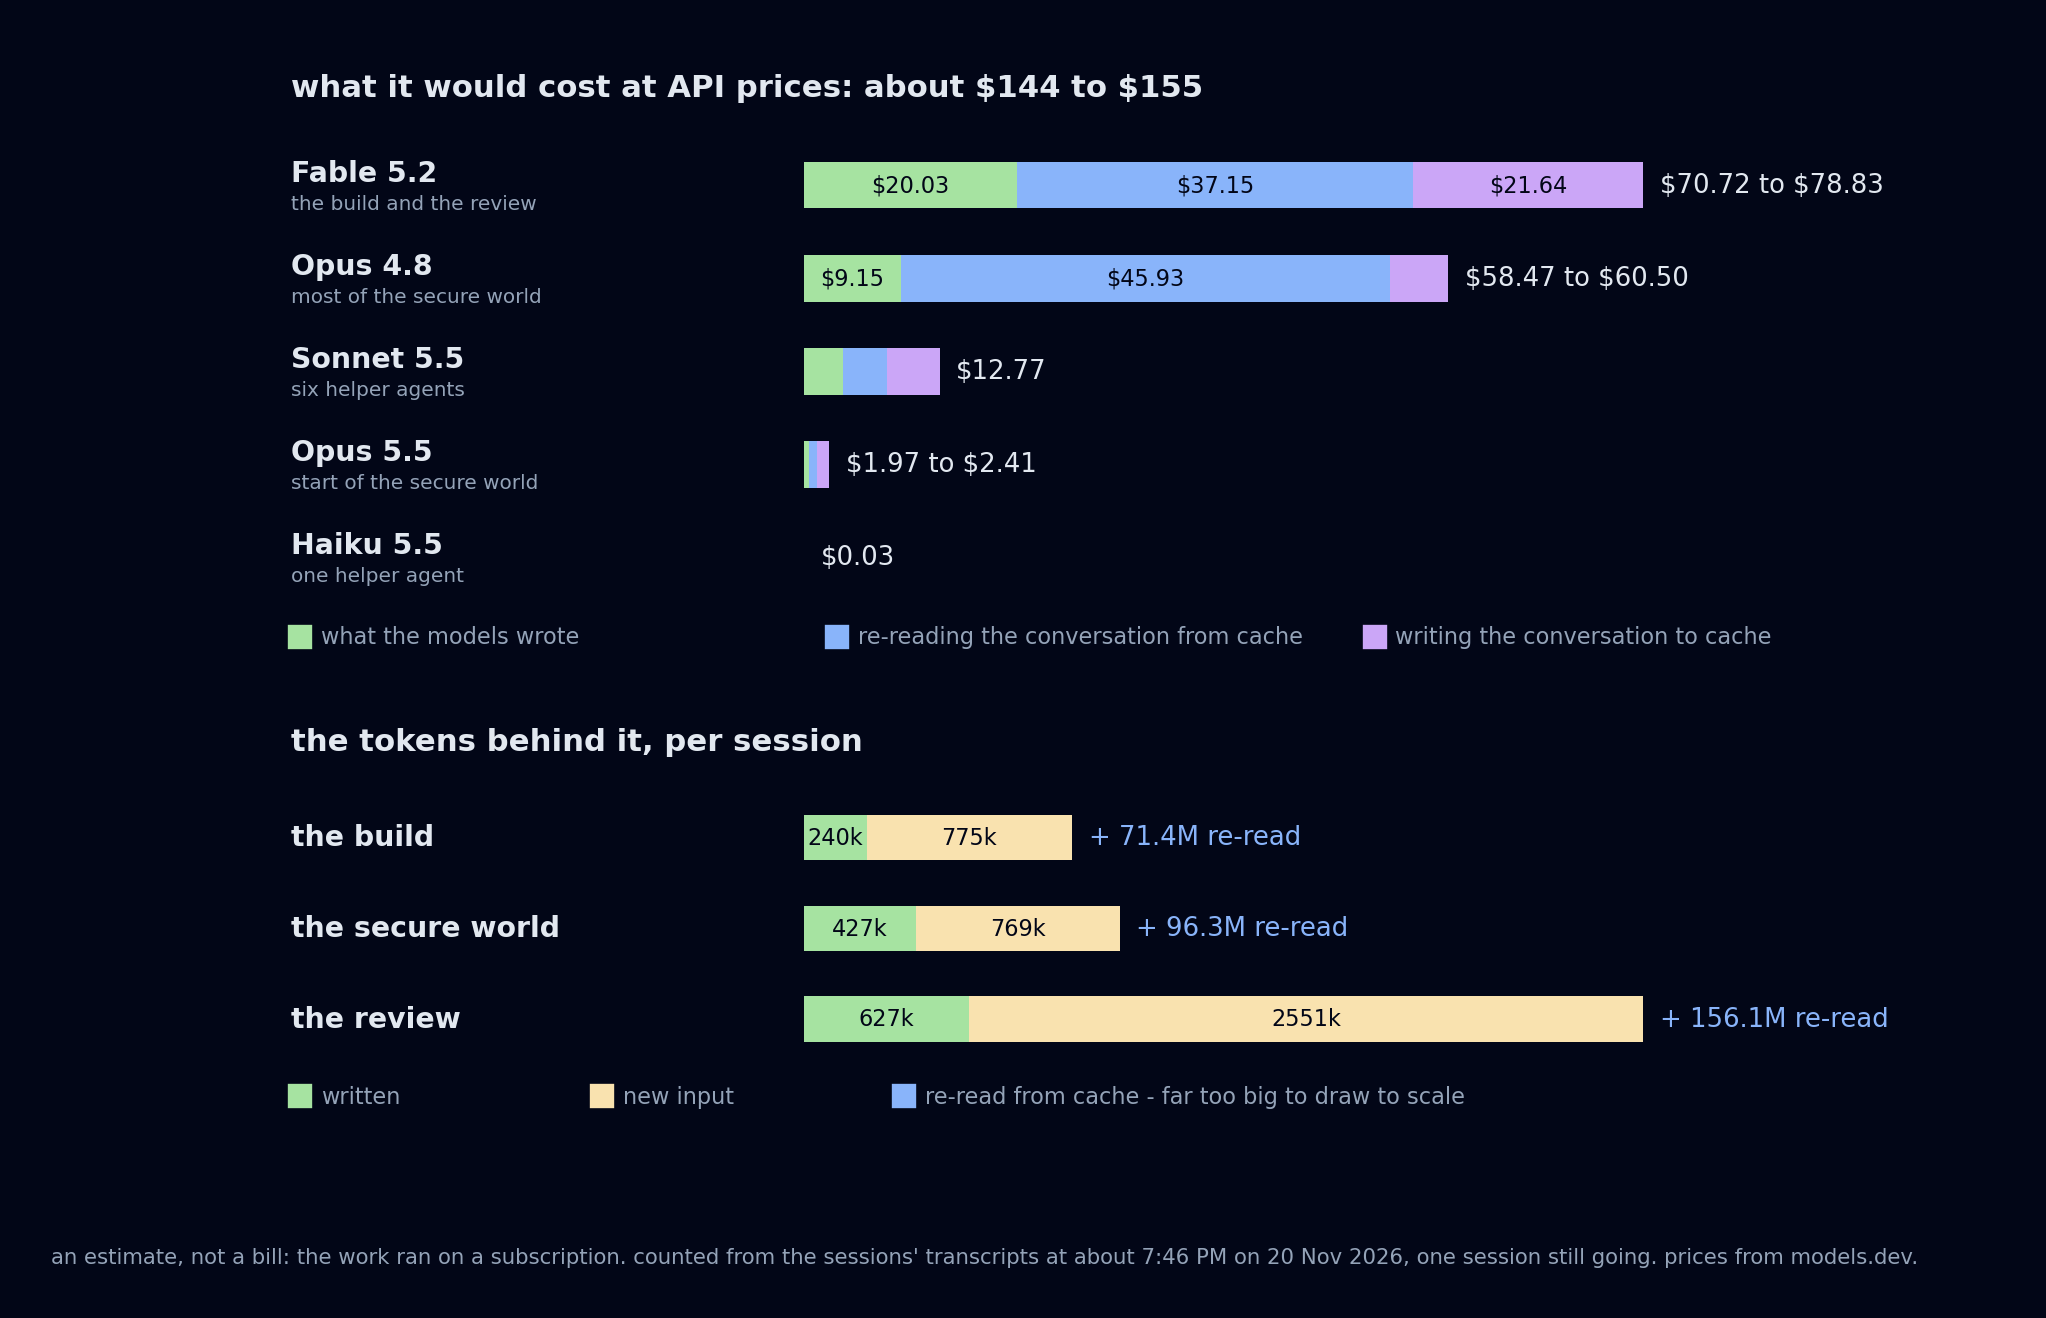 what it would cost at API prices: about $144 to $155
Fable 5.2
the build and the review
$20.03 $37.15 $21.64 $70.72 to $78.83
Opus 4.8
most of the secure world
$9.15 $45.93 $58.47 to $60.50
Sonnet 5.5
six helper agents
$12.77
Opus 5.5
start of the secure world
$1.97 to $2.41
Haiku 5.5
one helper agent
$0.03
what the models wrote re-reading the conversation from cache writing the conversation to cache
the tokens behind it, per session
the build 240k 775k + 71.4M re-read
the secure world 427k 769k + 96.3M re-read
the review 627k 2551k + 156.1M re-read
written new input re-read from cache - far too big to draw to scale
an estimate, not a bill: the work ran on a subscription. counted from the sessions' transcripts at about 7:46 PM on 20 Nov 2026, one session still going. prices from models.dev.